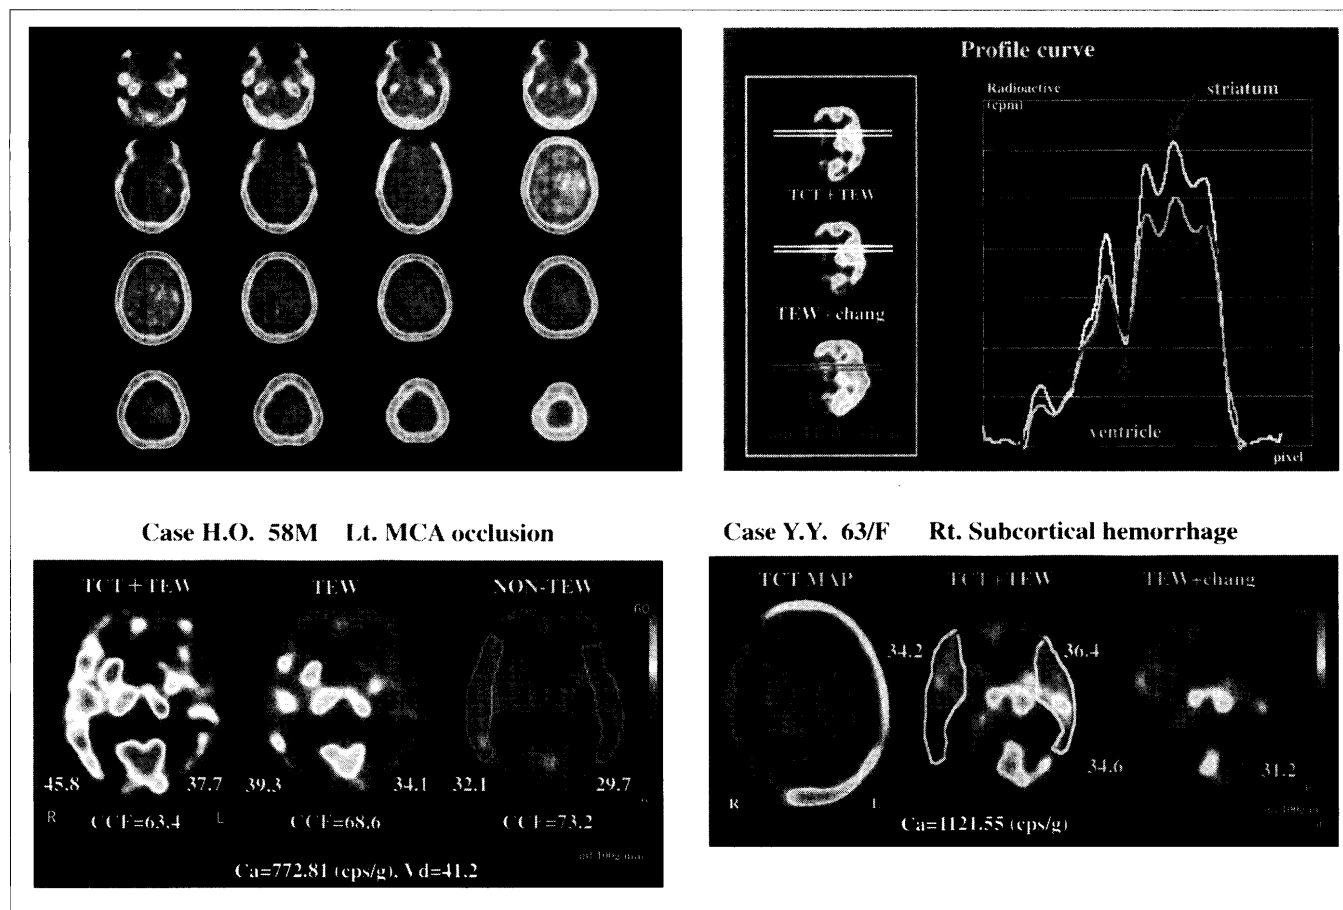 Profile curve
Radioactive
(cpm)
striatum
TCT+TEW
TEW+chang
ventricle
pixel
Case H.O. 58M Lt. MCA occlusion
TCT+TEW TEW NON-TEW
60
45.8 37.7 39.3 34.1 32.1 29.7
R L
CCF=63.4 CCF=68.6 CCF=73.2
Ca=772.81 (cps/g), Vd=41.2
Case Y.Y. 63/F Rt. Subcortical hemorrhage
TCT MAP TCT+TEW TEW+chang
34.2 36.4
34.6 31.2
R L
Ca=1121.55 (cps/g)